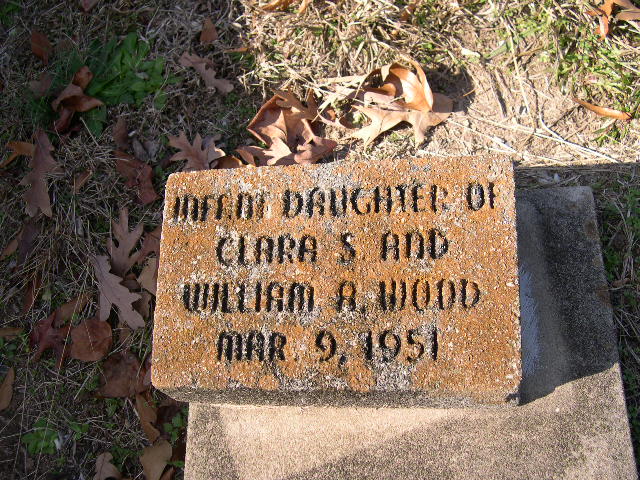 INFANT DAUGHTER OF
CLARA S. AND
WILLIAM A. WOOD
MAR. 9, 1951